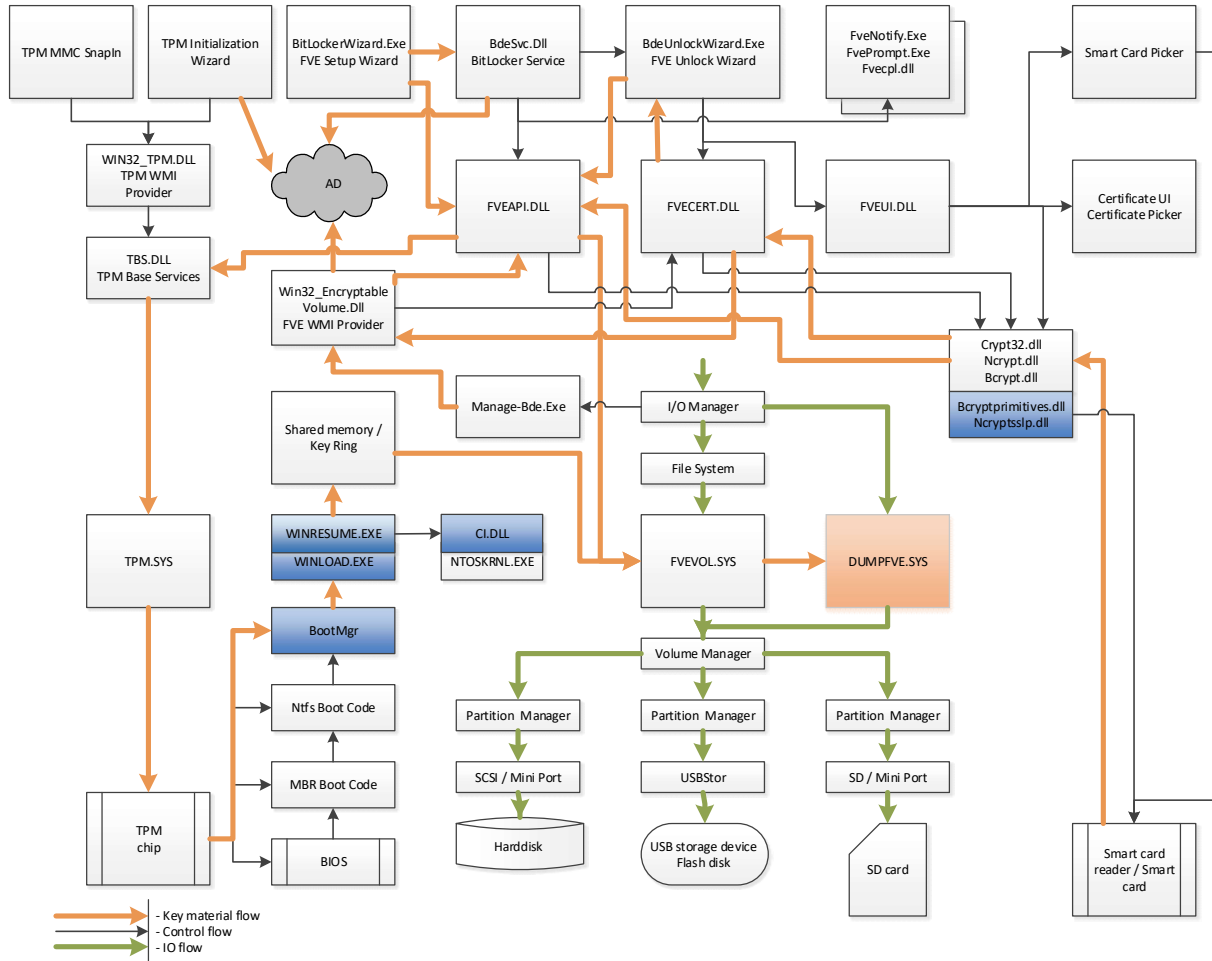 TPM MMC SnapIn
TPM Initialization
Wizard
BitLockerWizard.Exe
FVE Setup Wizard
BdeSvc.Dll
BitLocker Service
BdeUnlockWizard.Exe
FVE Unlock Wizard
FveNotify.Exe
FvePrompt.Exe
Fvecpl.dll
Smart Card Picker
WIN32_TPM.DLL
TPM WMI
Provider
AD
FVEAPI.DLL
FVECERT.DLL
FVEUI.DLL
Certificate UI
Certificate Picker
TBS.DLL
TPM Base Services
Win32_Encryptable
Volume.Dll
FVE WMI Provider
Crypt32.dll
Ncrypt.dll
Bcrypt.dll
Bcryptprimitives.dll
Ncryptsslp.dll
Manage-Bde.Exe
I/O Manager
Shared memory /
Key Ring
File System
TPM.SYS
WINRESUME.EXE
WINLOAD.EXE
CI.DLL
NTOSKRNL.EXE
FVEVOL.SYS
DUMPFVE.SYS
BootMgr
Volume Manager
Ntfs Boot Code
Partition Manager
Partition Manager
Partition Manager
MBR Boot Code
SCSI / Mini Port
USBStor
SD / Mini Port
TPM
chip
BIOS
Harddisk
USB storage device
Flash disk
SD card
Smart card
reader / Smart
card
- Key material flow
- Control flow
- IO flow